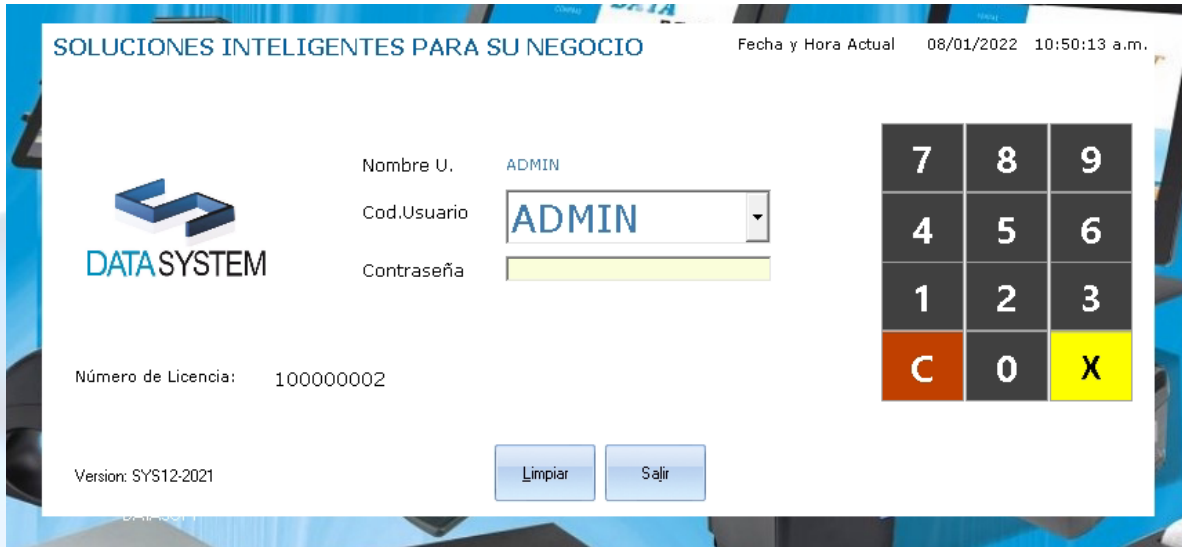 SOLUCIONES INTELIGENTES PARA SU NEGOCIO
Fecha y Hora Actual 08/01/2022 10:50:13 a.m.
Nombre U. ADMIN
Cod.Usuario ADMIN
Contraseña
DATASYSTEM
7 8 9
4 5 6
1 2 3
C 0 X
Número de Licencia: 100000002
Version: SYS12-2021
Limpiar Salir